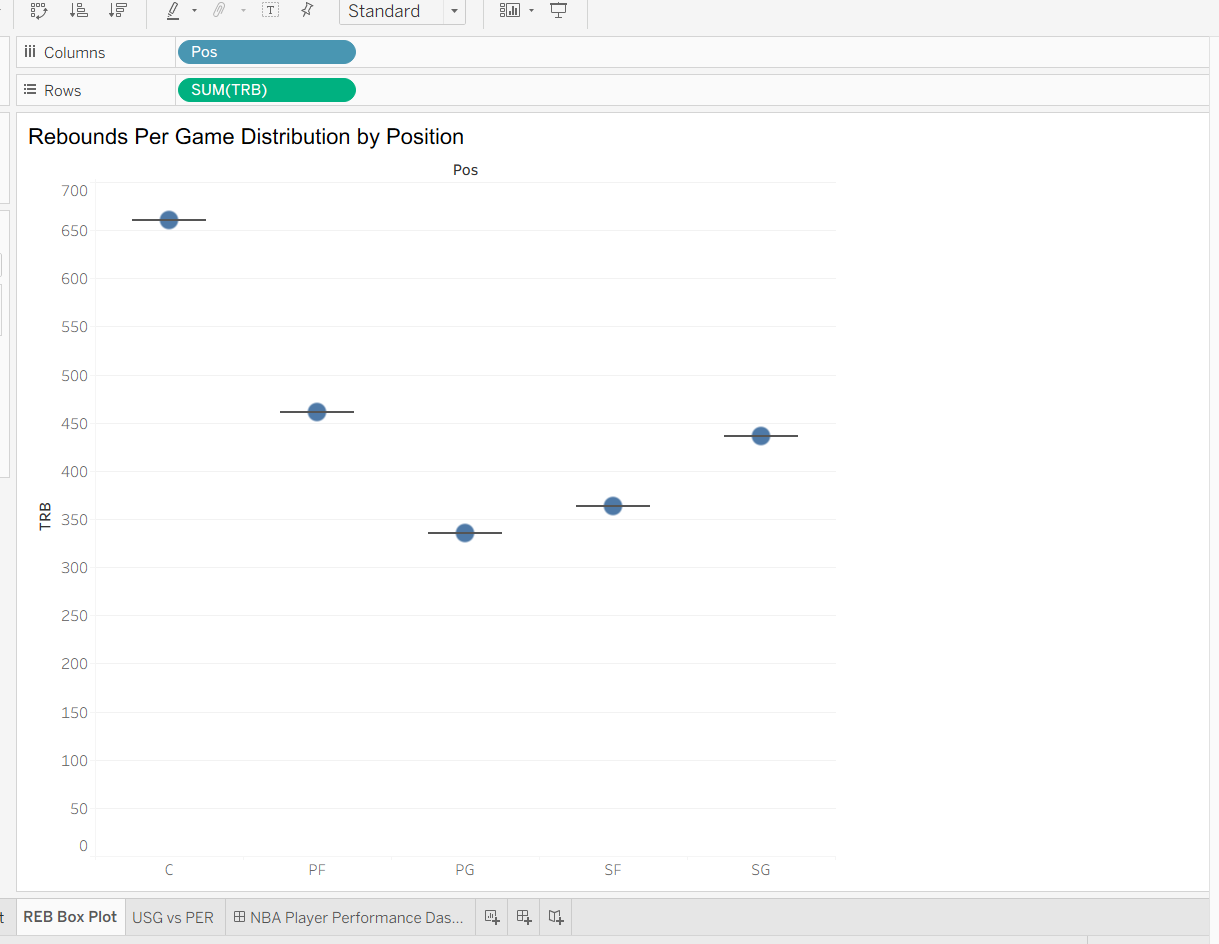 T
Standard
Columns
Pos
Rows
SUM(TRB)
Rebounds Per Game Distribution by Position
Pos
700
650
600
550
500
450
400
350
300
250
200
150
100
50
0
TRB
C PF PG SF SG
t REB Box Plot USG vs PER NBA Player Performance Das...